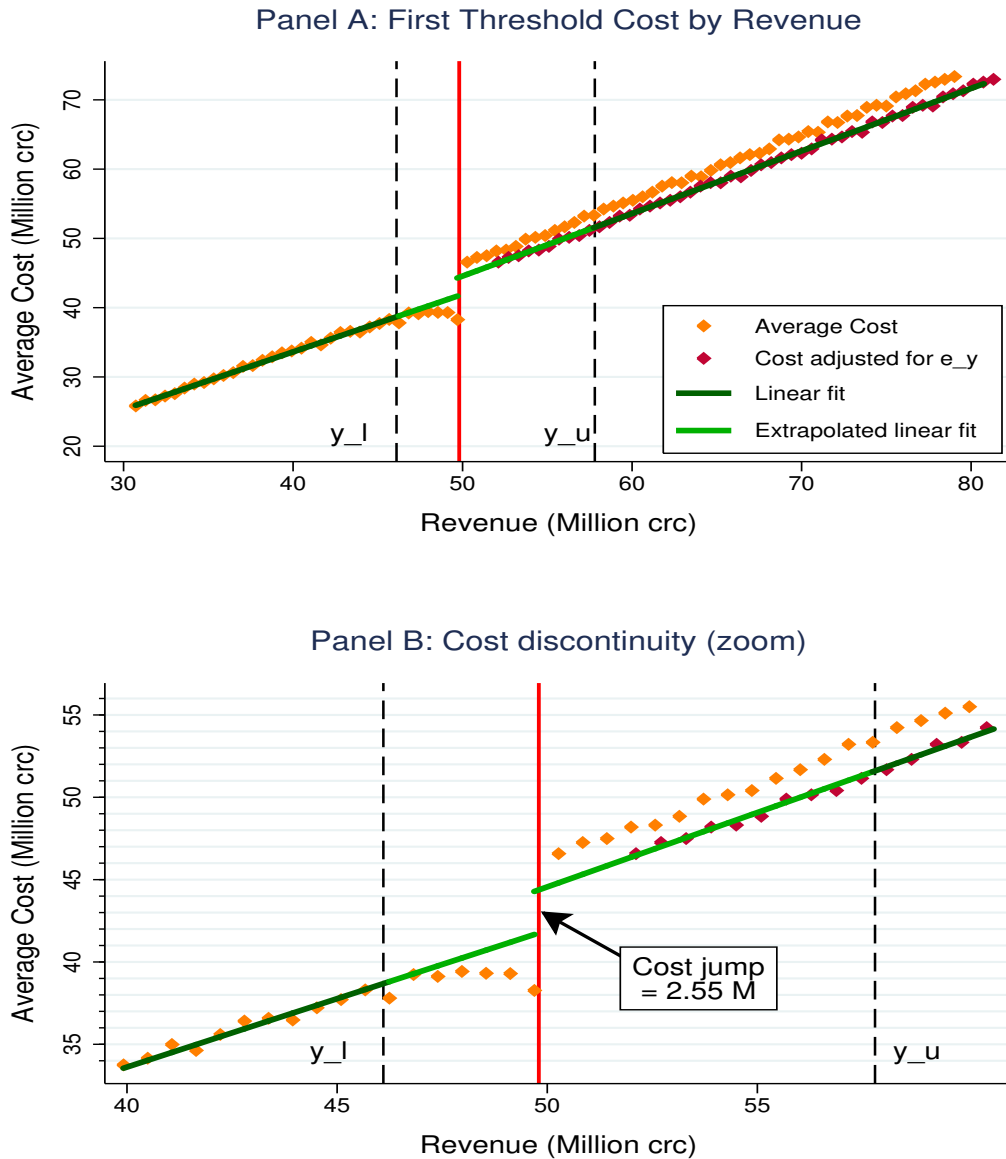 Panel A: First Threshold Cost by Revenue
Average Cost (Million crc)
70
60
50
40
30
20
y_l
y_u
Average Cost
Cost adjusted for e_y
Linear fit
Extrapolated linear fit
30
40
50
60
70
80
Revenue (Million crc)
Panel B: Cost discontinuity (zoom)
Average Cost (Million crc)
55
50
45
40
35
Cost jump
= 2.55 M
y_l
y_u
40
45
50
55
Revenue (Million crc)